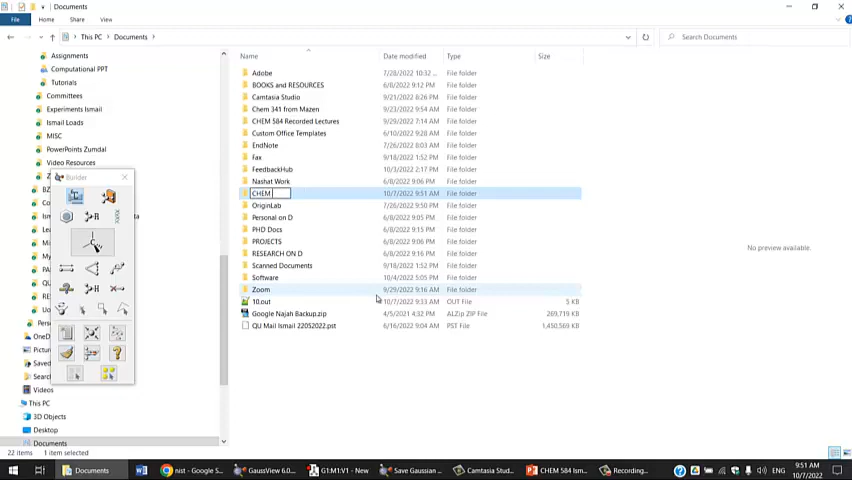 Documents
File Home Share View
This PC > Documents
Search Documents
Name Date modified Type Size
Assignments
Computational PPT
Tutorials
Committees
Experiments Ismail
Ismail Loads
MISC
PowerPoints Zumdal
Video Resources
Builder
Adobe 7/28/2022 10:32 ... File folder
BOOKS and RESOURCES 6/8/2022 9:12 PM File folder
Camtasia Studio 9/21/2022 8:26 PM File folder
Chem 341 from Mazen 9/23/2022 9:54 AM File folder
CHEM 584 Recorded Lectures 9/29/2022 7:14 AM File folder
Custom Office Templates 6/10/2022 9:28 AM File folder
EndNote 7/26/2022 8:03 AM File folder
Fax 9/18/2022 1:52 PM File folder
FeedbackHub 10/3/2022 2:22 PM File folder
Nashat Work 6/8/2022 9:06 PM File folder
CHEM 10/7/2022 9:51 AM File folder
OriginLab 7/26/2022 9:50 PM File folder
Personal on D 6/8/2022 9:05 PM File folder
PHD Docs 6/8/2022 9:05 PM File folder
PROJECTS 6/8/2022 9:06 PM File folder
RESEARCH ON D 6/8/2022 9:16 PM File folder
Scanned Documents 9/18/2022 1:52 PM File folder
Software 10/4/2022 5:05 PM File folder
Zoom 9/29/2022 9:16 AM File folder
10.out 10/7/2022 9:33 AM OUT File 5 KB
Google Najah Backup.zip 4/5/2021 4:32 PM ALZip ZIP File 269,719 KB
QU Mail Ismail 22052022.pst 6/16/2022 9:04 AM PST File 1,450,569 KB
No preview available.
Videos
This PC
3D Objects
Desktop
Documents
22 items 1 item selected
Documents
nist - Google S...
GaussView 6.0...
G1:M1:V1 - New
Save Gaussian ...
Camtasia Stud...
CHEM 584 Ism...
Recording...
ENG
9:51 AM
10/7/2022